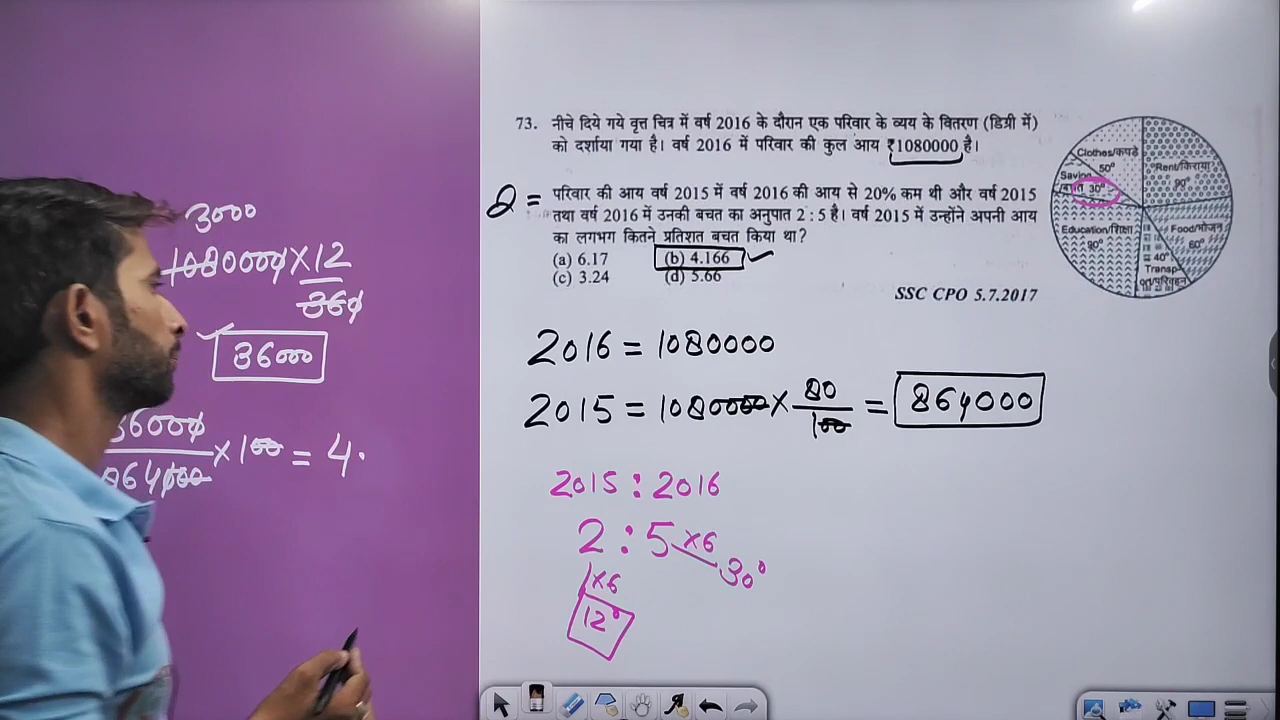 73. नीचे दिये गये वृत्त चित्र में वर्ष 2016 के दौरान एक परिवार के व्यय के वितरण (डिग्री में)
को दर्शाया गया है। वर्ष 2016 में परिवार की कुल आय ₹1080000 है।
Q =
परिवार की आय वर्ष 2015 में वर्ष 2016 की आय से 20% कम थी और वर्ष 2015
तथा वर्ष 2016 में उनकी बचत का अनुपात 2 : 5 है। वर्ष 2015 में उन्होंने अपनी आय
का लगभग कितने प्रतिशत बचत किया था?
(a) 6.17 (b) 4.166
(c) 3.24 (d) 5.66
SSC CPO 5.7.2017
Clothes/कपडे
50°
Rent/किराया
90°
Saving
30°
Education/शिक्षा
90°
Food/भोजन
60°
40°
Transp-
3000
1080000×12
360
36000
36000
×100 = 4.
2016 = 1080000
2015 = 1080000 × 80/100 = 864000
2015 : 2016
2 : 5 ×6
30°
×6
12°